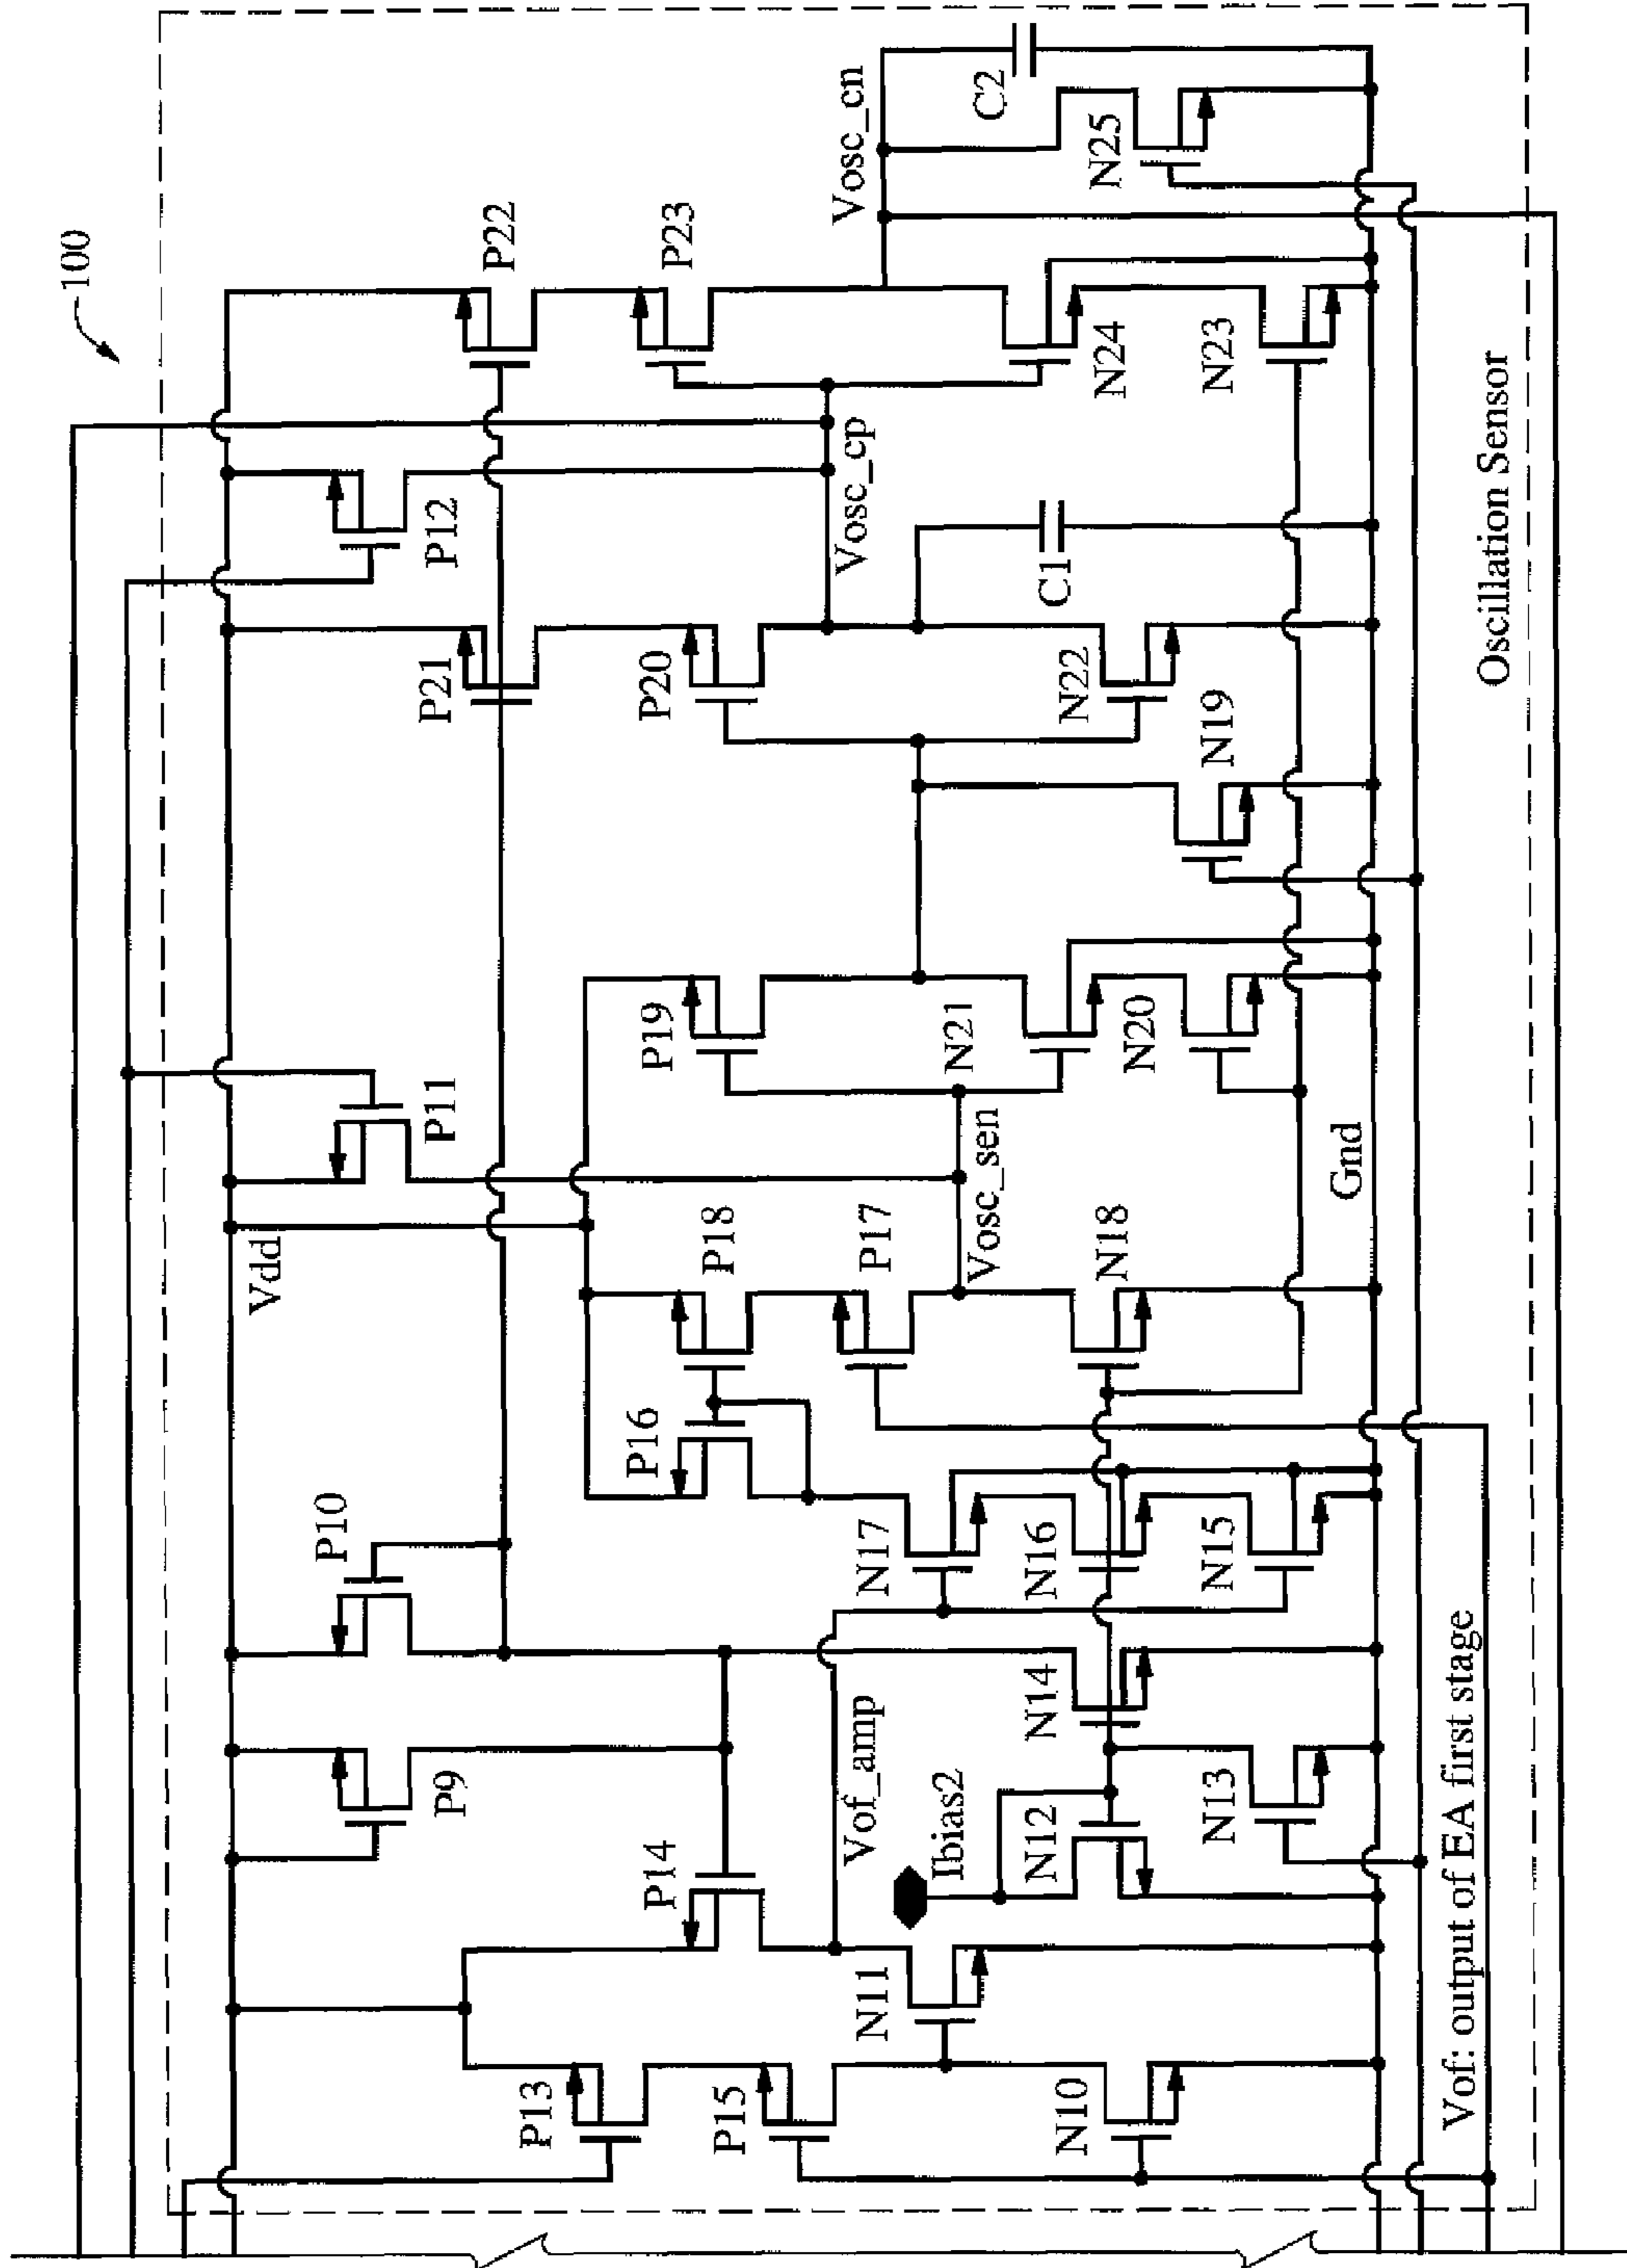 100
P22
P23
Vosc_cn
C2
N25
N24
N23
P12
Vosc_cp
C1
P21
P20
N22
N19
Oscillation Sensor
P19
N21
N20
P11
Vosc_sen
Gnd
Vdd
P18
P17
N18
P16
P10
N17
N16
N15
P9
P14
Vof_amp
N14
Ibias2
N12
N13
N11
P13
P15
N10
Vof: output of EA first stage